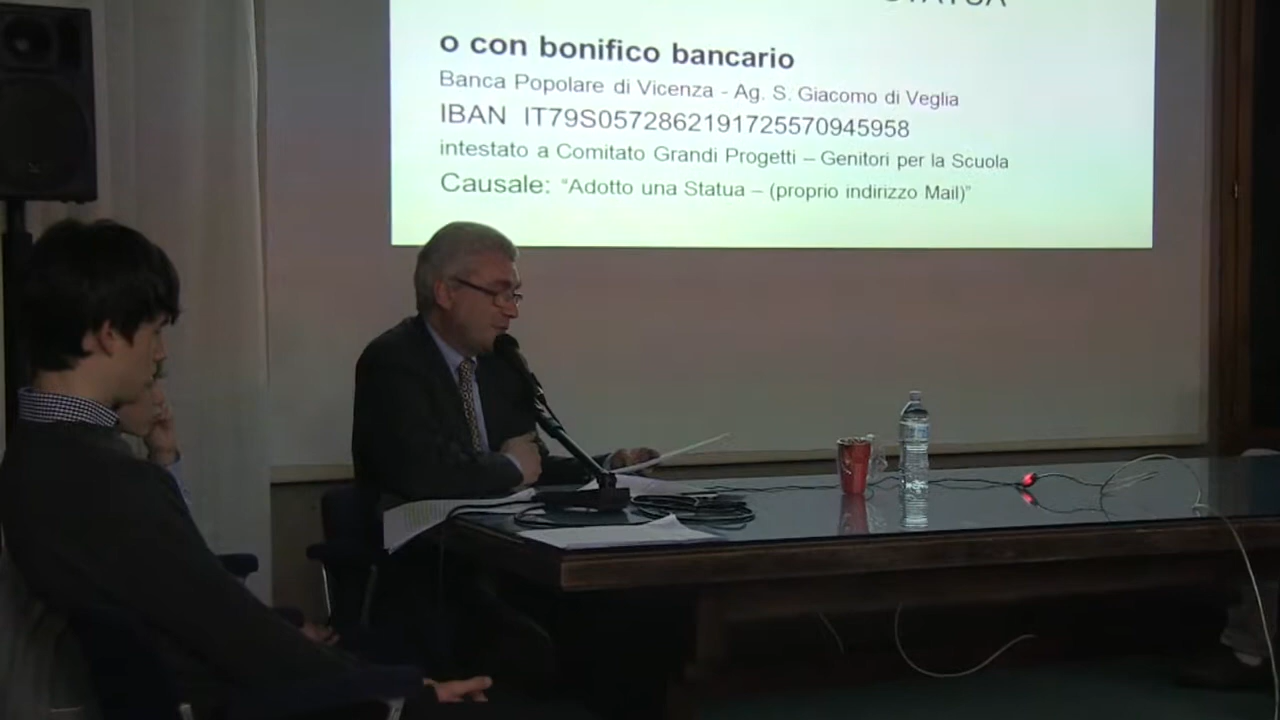 STATUA
o con bonifico bancario
Banca Popolare di Vicenza - Ag. S. Giacomo di Veglia
IBAN IT79S0572862191725570945958
intestato a Comitato Grandi Progetti – Genitori per la Scuola
Causale: “Adotto una Statua – (proprio indirizzo Mail)”